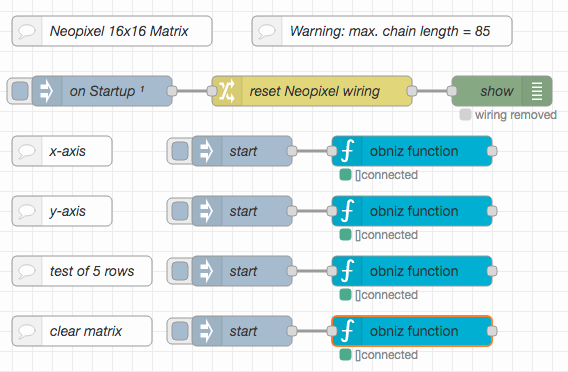 Neopixel 16x16 Matrix
Warning: max. chain length = 85
on Startup ¹
reset Neopixel wiring
show
wiring removed
x-axis
start
obniz function
[]connected
y-axis
start
obniz function
[]connected
test of 5 rows
start
obniz function
[]connected
clear matrix
start
obniz function
[]connected